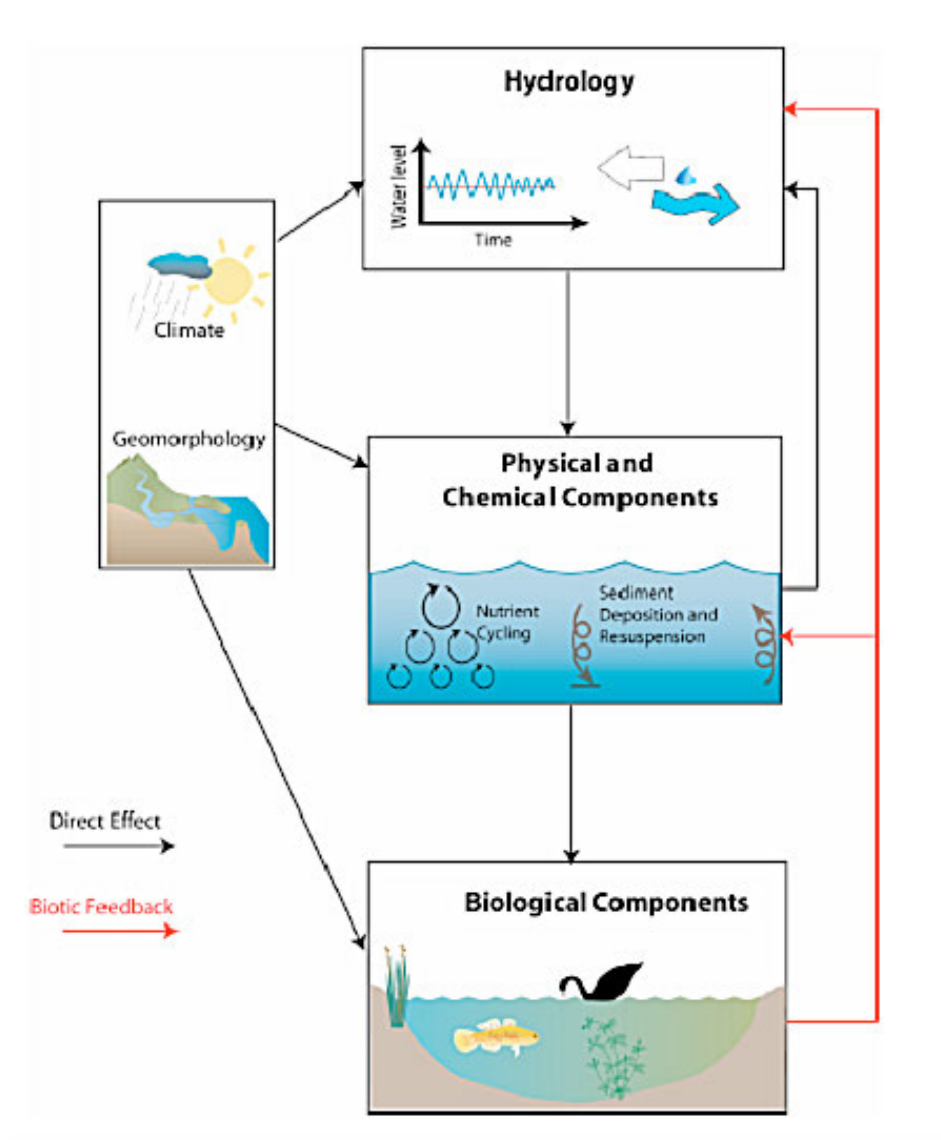 Hydrology
Water level
Time
Climate
Geomorphology
Physical and
Chemical Components
Nutrient
Cycling
Sediment
Deposition and
Resuspension
Direct Effect
Biotic Feedback
Biological Components